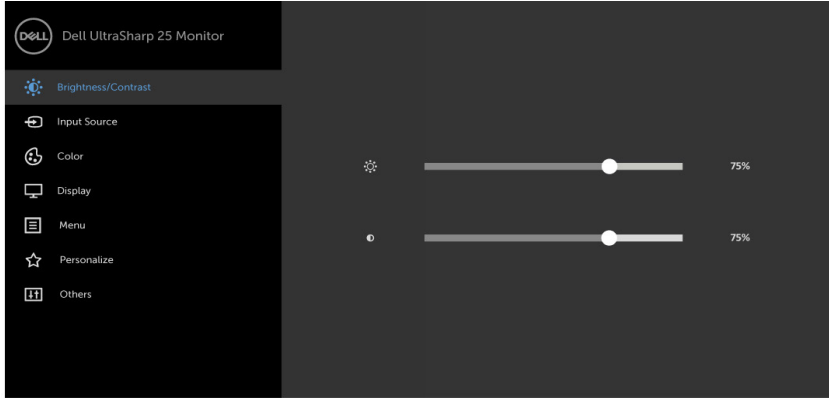 DELL
Dell UltraSharp 25 Monitor
Brightness/Contrast
Input Source
Color
Display
Menu
Personalize
Others
75%
75%